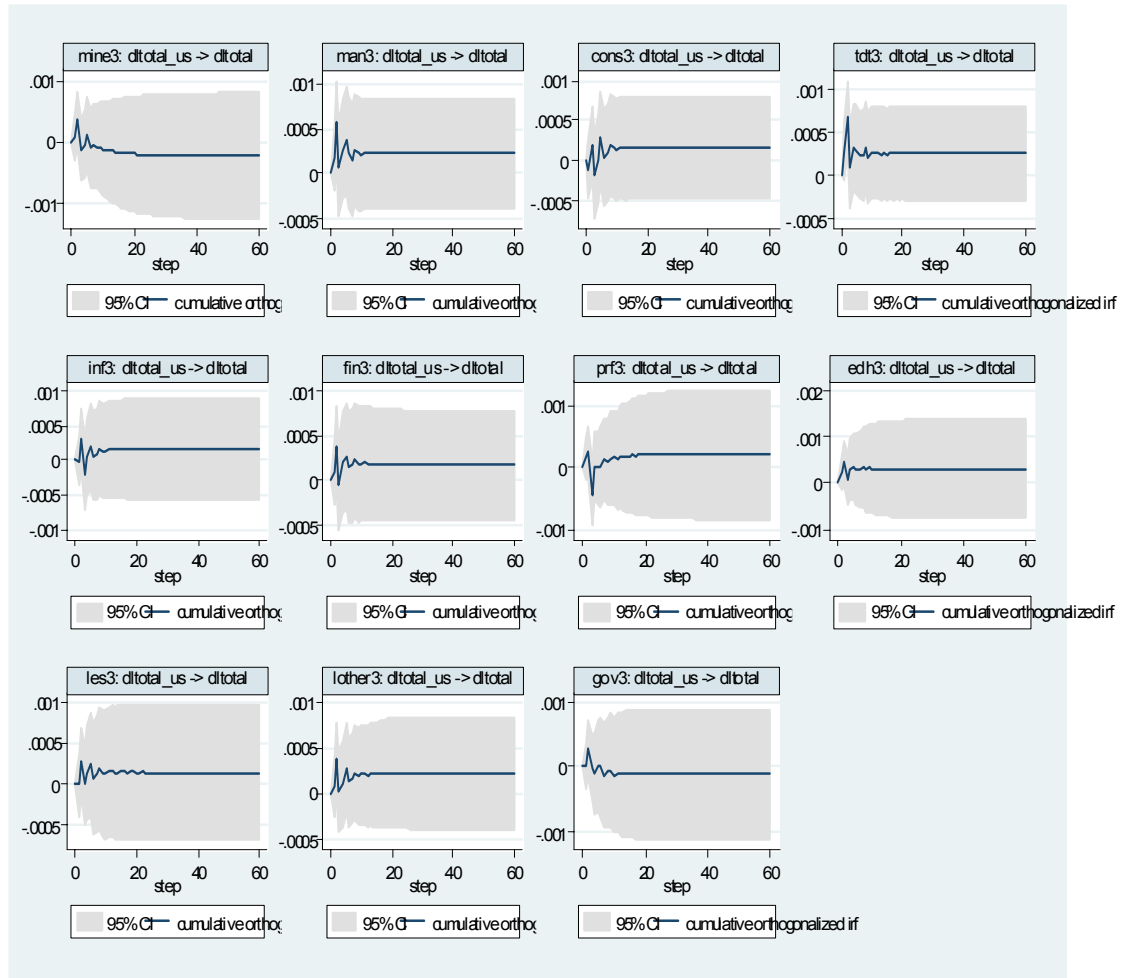 mine3: dltotal_us -> dltotal
.001
0
-.001
0 20 40 60
step
95% CI cumulative orthog
man3: dltotal_us -> dltotal
.001
.0005
0
-.0005
0 20 40 60
step
95% CI cumulative orthog
cons3: dltotal_us -> dltotal
.001
.0005
0
-.0005
0 20 40 60
step
95% CI cumulative orthog
tdt3: dltotal_us -> dltotal
.001
.0005
0
-.0005
0 20 40 60
step
95% CI cumulative orthogonalized irf
inf3: dltotal_us -> dltotal
.001
.0005
0
-.0005
-.001
0 20 40 60
step
95% CI cumulative orthog
fin3: dltotal_us -> dltotal
.001
.0005
0
-.0005
0 20 40 60
step
95% CI cumulative orthog
prf3: dltotal_us -> dltotal
.001
0
-.001
0 20 40 60
step
95% CI cumulative orthog
edh3: dltotal_us -> dltotal
.002
.001
0
-.001
0 20 40 60
step
95% CI cumulative orthogonalized irf
les3: dltotal_us -> dltotal
.001
.0005
0
-.0005
0 20 40 60
step
95% CI cumulative orthog
lother3: dltotal_us -> dltotal
.001
.0005
0
-.0005
0 20 40 60
step
95% CI cumulative orthog
gov3: dltotal_us -> dltotal
.001
0
-.001
0 20 40 60
step
95% CI cumulative orthogonalized irf